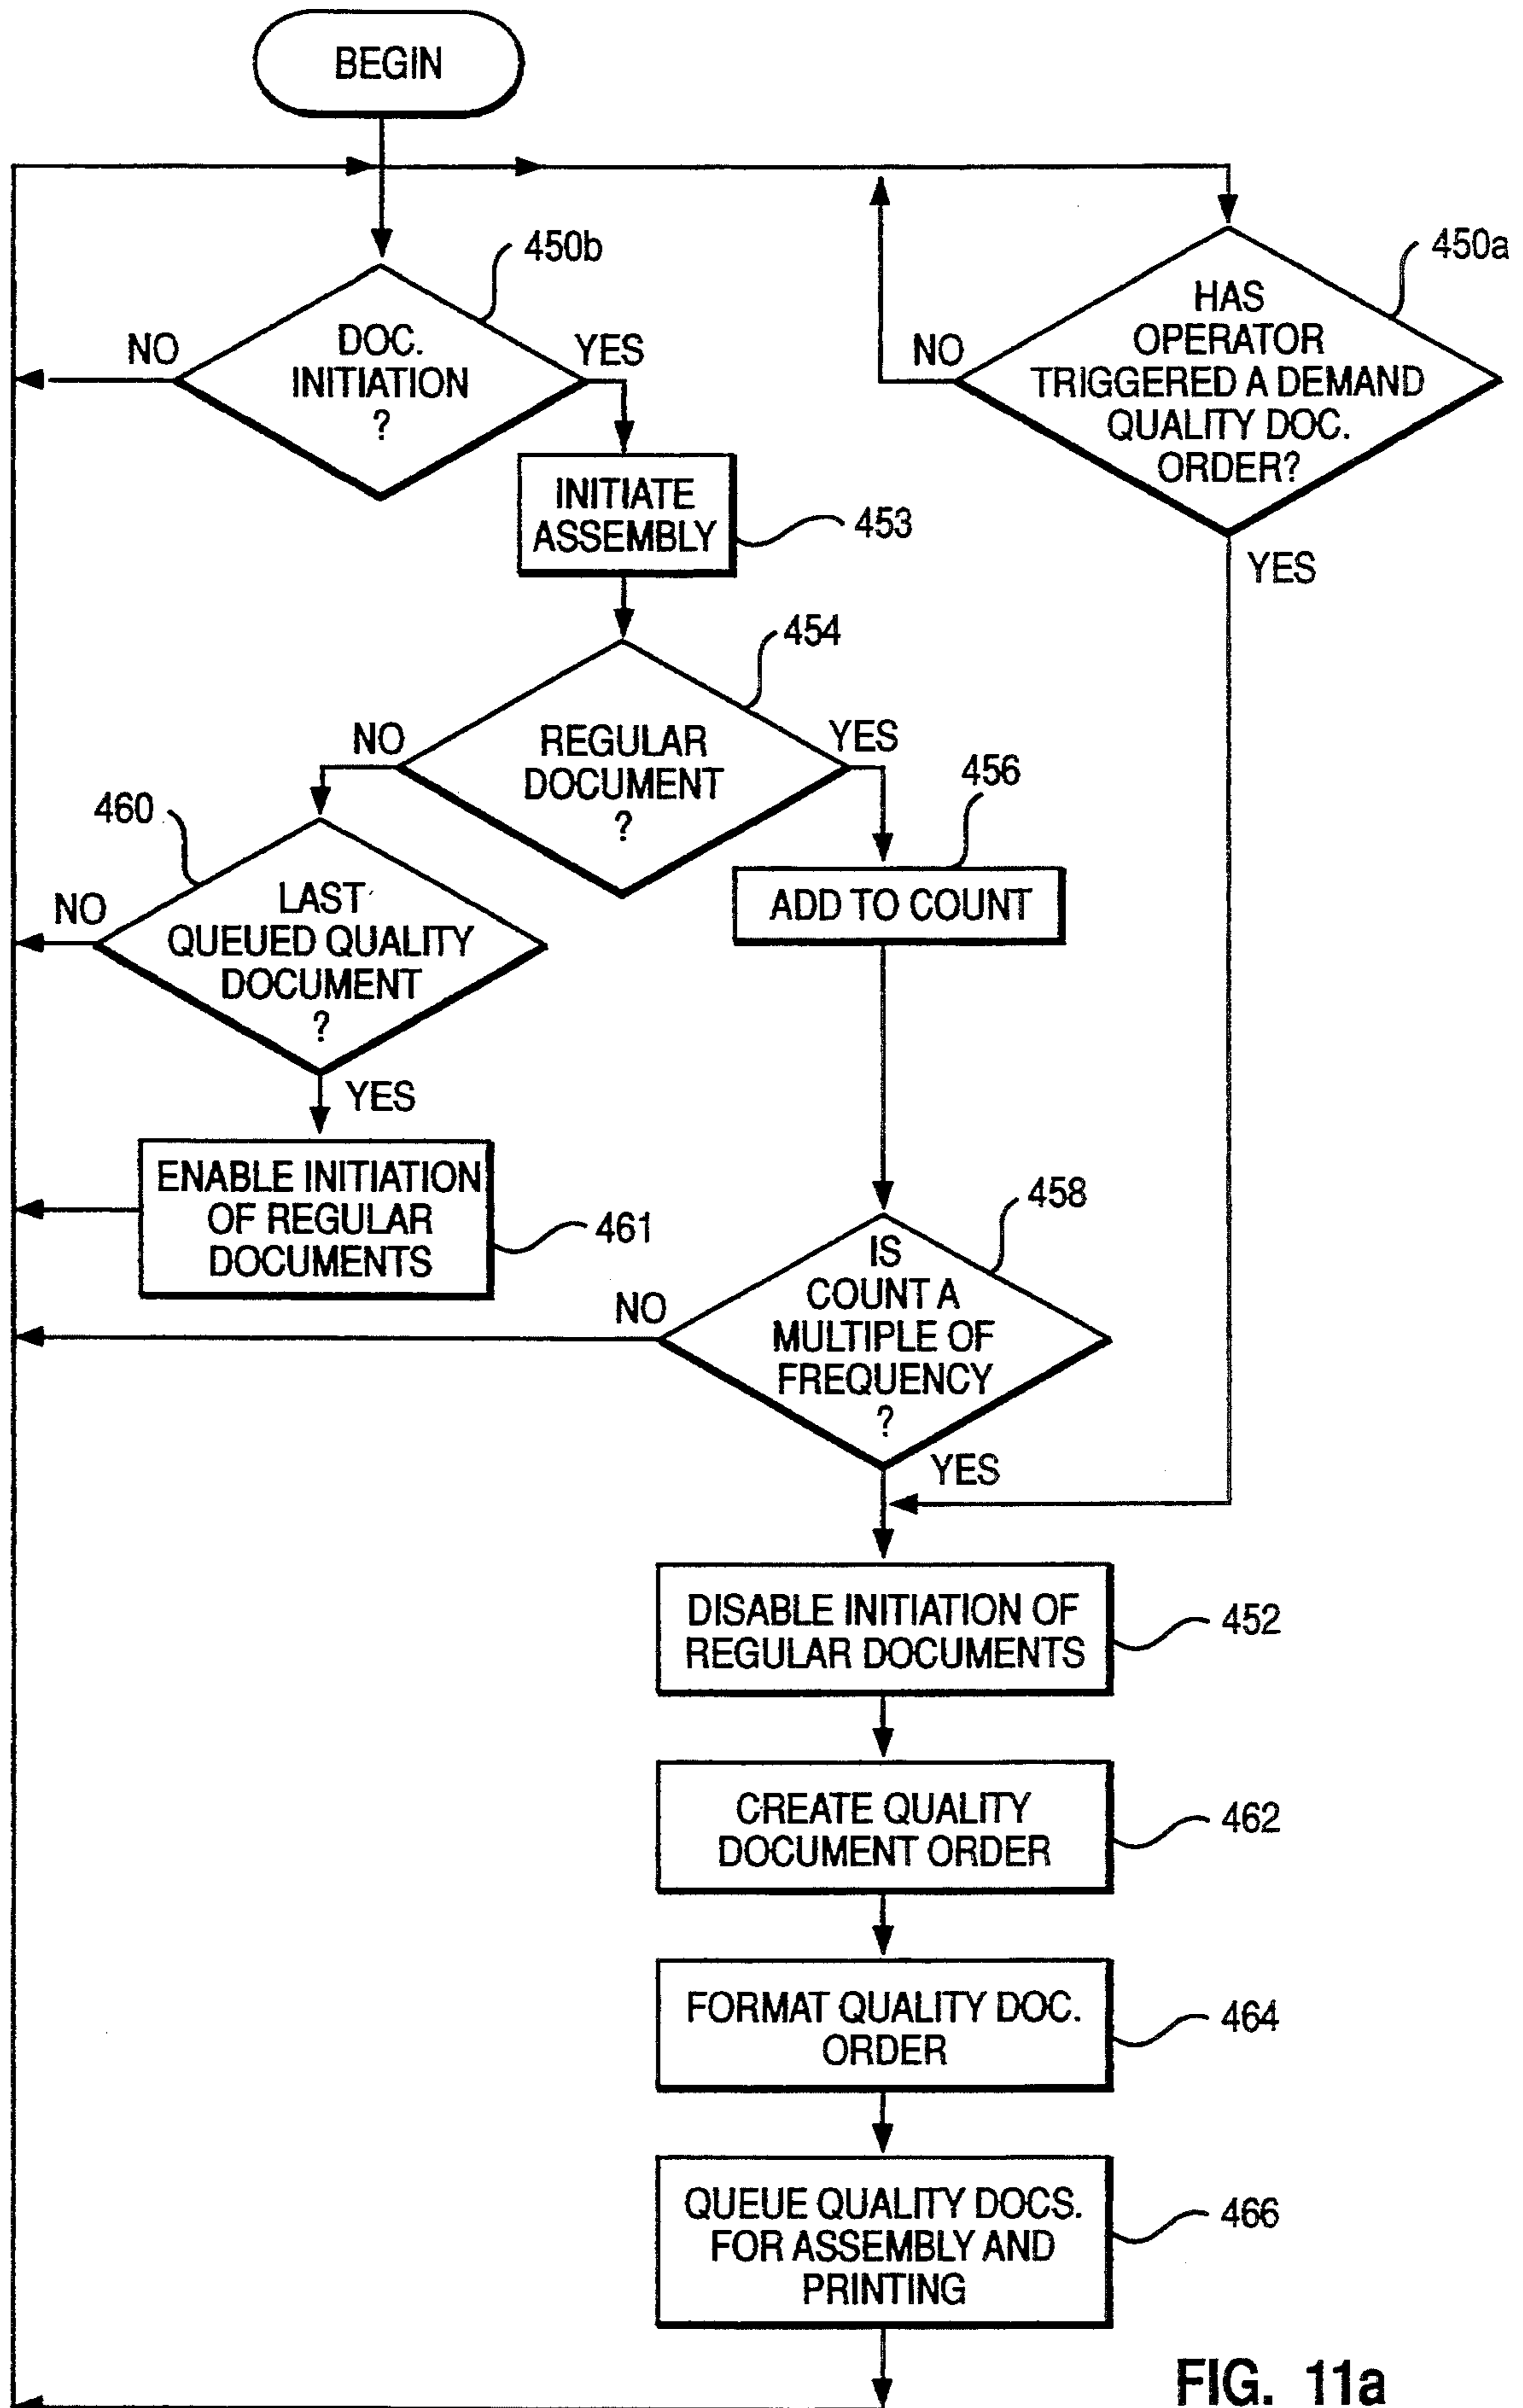 BEGIN
450b
450a
DOC.
INITIATION
?
NO
YES
HAS
OPERATOR
TRIGGERED A DEMAND
QUALITY DOC.
ORDER?
NO
YES
INITIATE
ASSEMBLY
453
454
REGULAR
DOCUMENT
?
NO
YES
456
ADD TO COUNT
460
LAST
QUEUED QUALITY
DOCUMENT
?
NO
YES
ENABLE INITIATION
OF REGULAR
DOCUMENTS
461
458
IS
COUNT A
MULTIPLE OF
FREQUENCY
?
NO
YES
DISABLE INITIATION OF
REGULAR DOCUMENTS
452
CREATE QUALITY
DOCUMENT ORDER
462
FORMAT QUALITY DOC.
ORDER
464
QUEUE QUALITY DOCS.
FOR ASSEMBLY AND
PRINTING
466
FIG. 11a